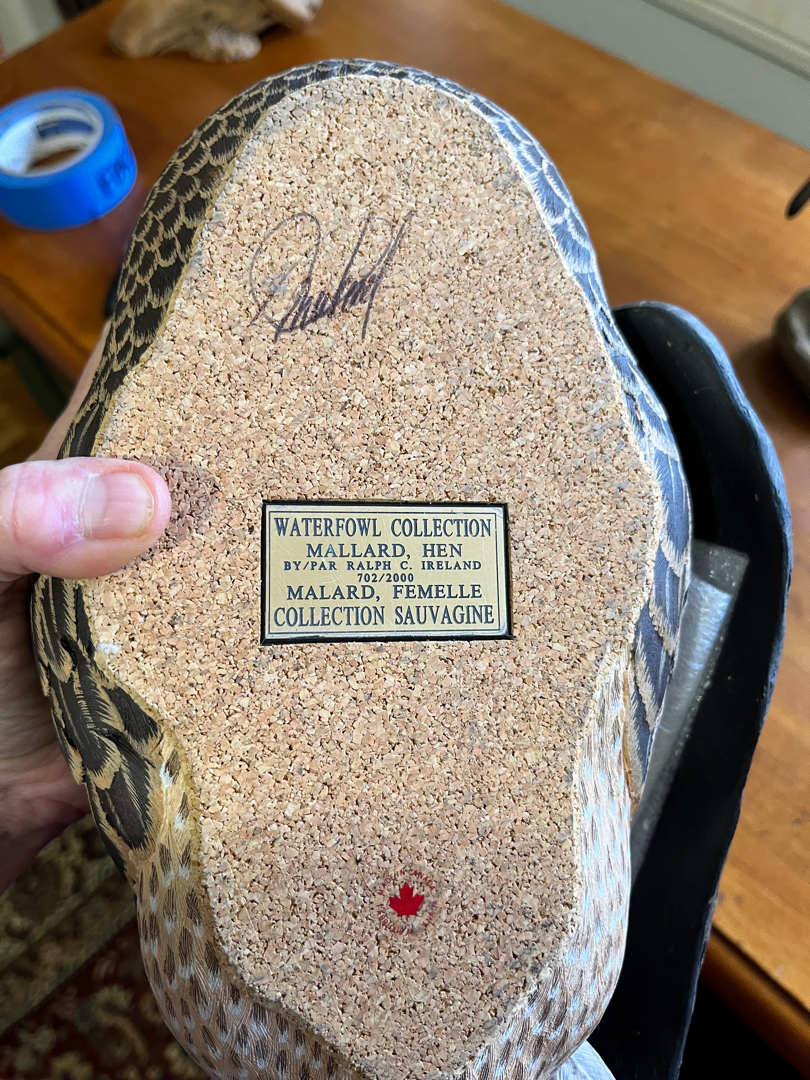 WATERFOWL COLLECTION
MALLARD, HEN
BY/PAR RALPH C. IRELAND
702/2000
MALARD, FEMELLE
COLLECTION SAUVAGINE